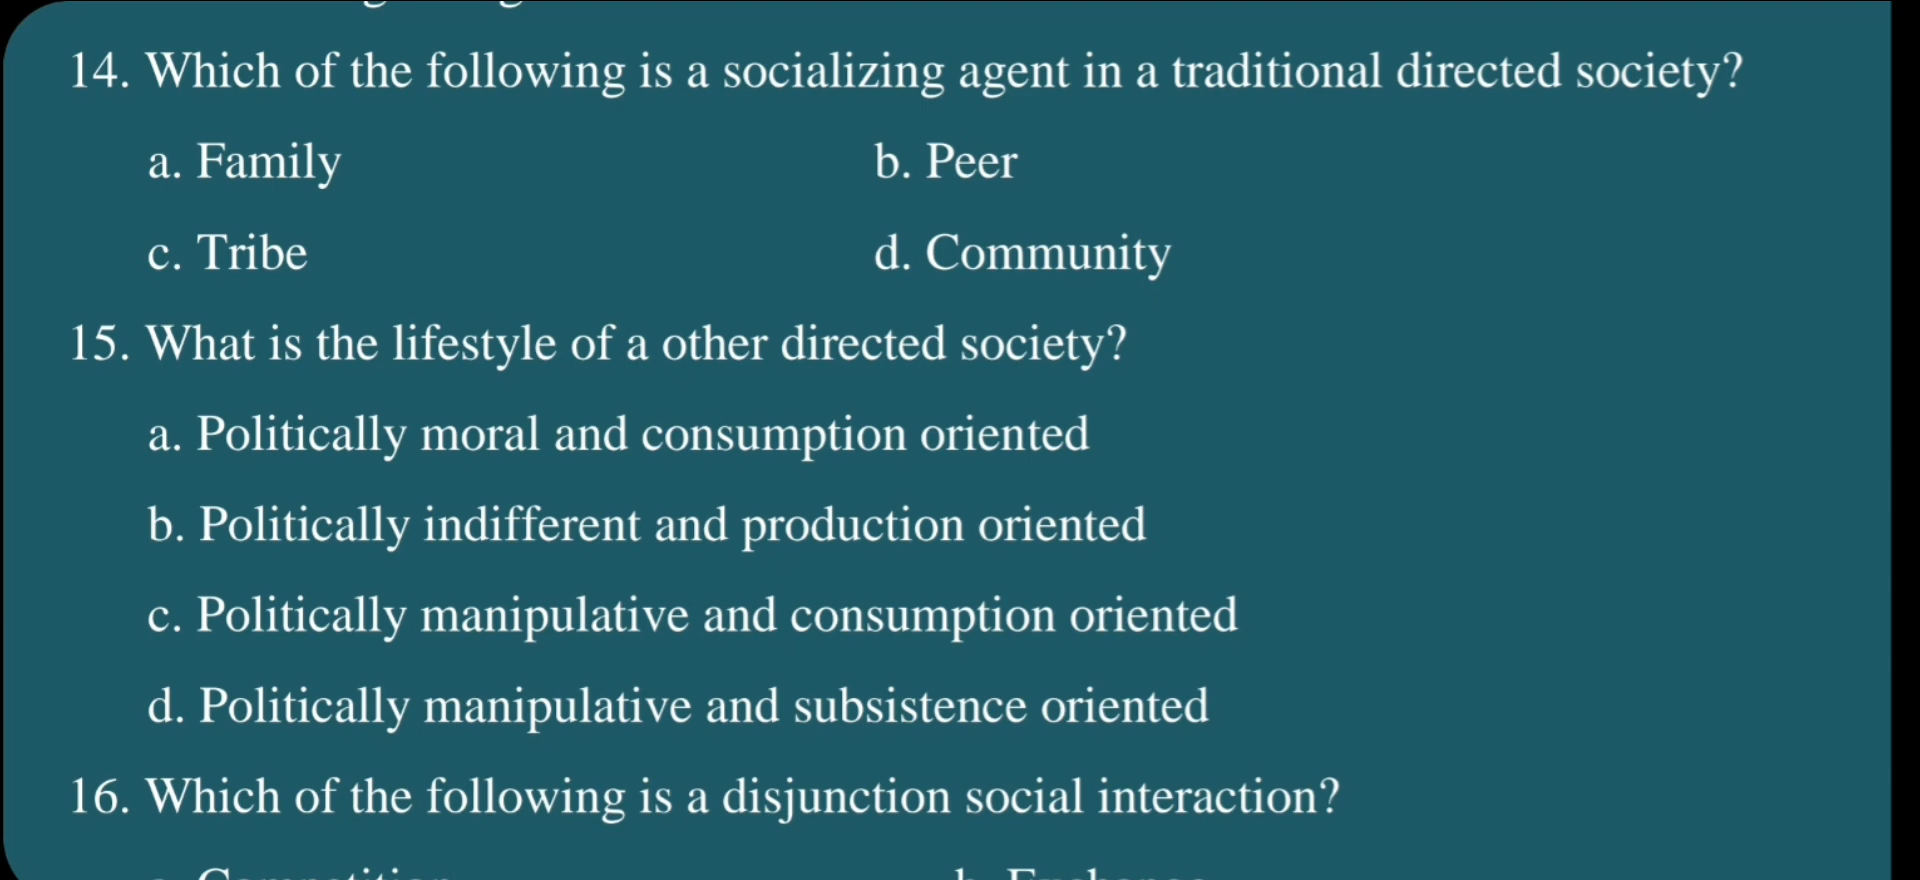 14. Which of the following is a socializing agent in a traditional directed society?
a. Family b. Peer
c. Tribe d. Community
15. What is the lifestyle of a other directed society?
a. Politically moral and consumption oriented
b. Politically indifferent and production oriented
c. Politically manipulative and consumption oriented
d. Politically manipulative and subsistence oriented
16. Which of the following is a disjunction social interaction?